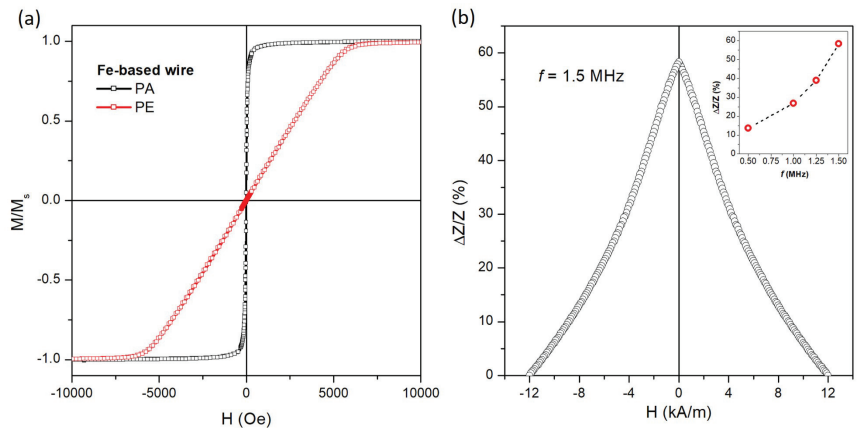 (a)
1.0
0.5
0.0
-0.5
-1.0
M/Ms
Fe-based wire
PA
PE
-10000 -5000 0 5000 10000
H (Oe)
(b)
60
50
40
30
20
10
0
ΔZ/Z (%)
f = 1.5 MHz
-12 -8 -4 0 4 8 12
H (kA/m)
60
50
40
30
20
10
0
ΔZ/Z (%)
0.50 0.75 1.00 1.25 1.50
f (MHz)